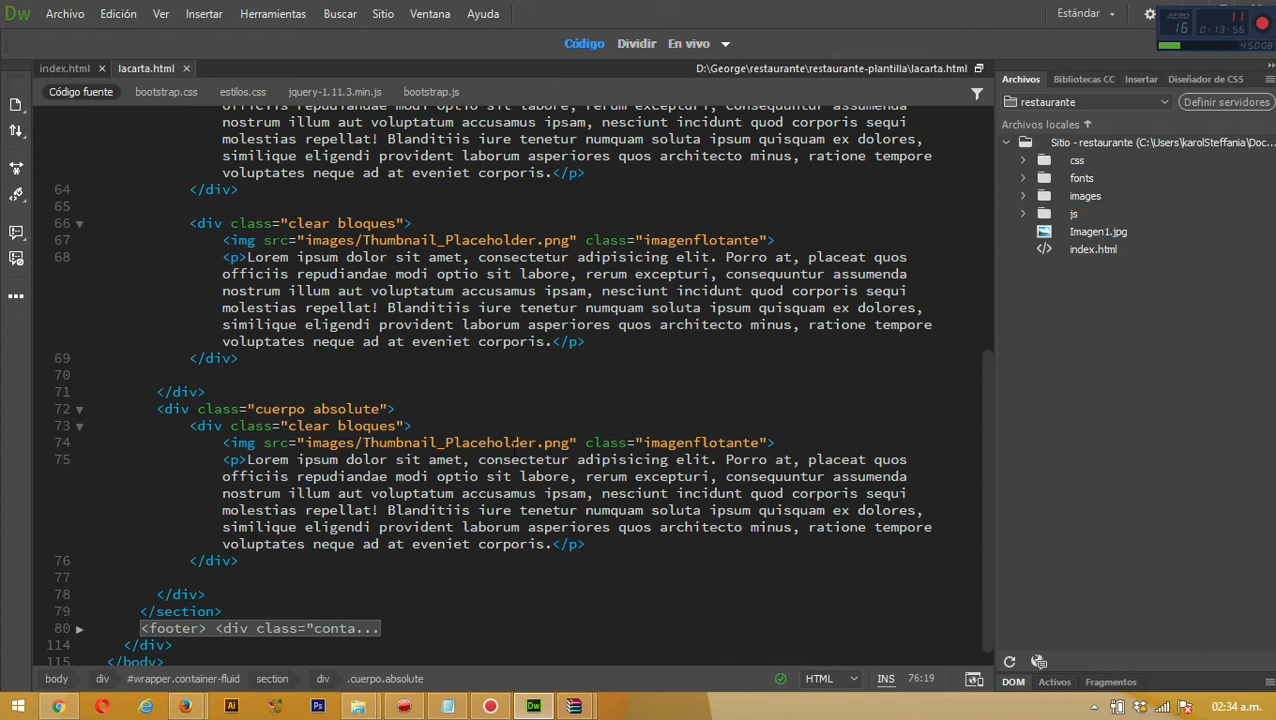 Dw Archivo Edición Ver Insertar Herramientas Buscar Sitio Ventana Ayuda Estándar
AERO 16 11 0:13:56 450GB
Código Dividir En vivo
index.html lacarta.html D:\George\restaurante\restaurante-plantilla\lacarta.html
Código fuente bootstrap.css estilos.css jquery-1.11.3.min.js bootstrap.js
officiis repudiandae modi optio sit labore, rerum excepturi, consequuntur assumenda
nostrum illum aut voluptatum accusamus ipsam, nesciunt incidunt quod corporis sequi
molestias repellat! Blanditiis iure tenetur numquam soluta ipsum quisquam ex dolores,
similique eligendi provident laborum asperiores quos architecto minus, ratione tempore
voluptates neque ad at eveniet corporis.</p>
64 </div>
65
66 <div class="clear bloques">
67 <img src="images/Thumbnail_Placeholder.png" class="imagenflotante">
68 <p>Lorem ipsum dolor sit amet, consectetur adipisicing elit. Porro at, placeat quos
officiis repudiandae modi optio sit labore, rerum excepturi, consequuntur assumenda
nostrum illum aut voluptatum accusamus ipsam, nesciunt incidunt quod corporis sequi
molestias repellat! Blanditiis iure tenetur numquam soluta ipsum quisquam ex dolores,
similique eligendi provident laborum asperiores quos architecto minus, ratione tempore
voluptates neque ad at eveniet corporis.</p>
69 </div>
70
71 </div>
72 <div class="cuerpo absolute">
73 <div class="clear bloques">
74 <img src="images/Thumbnail_Placeholder.png" class="imagenflotante">
75 <p>Lorem ipsum dolor sit amet, consectetur adipisicing elit. Porro at, placeat quos
officiis repudiandae modi optio sit labore, rerum excepturi, consequuntur assumenda
nostrum illum aut voluptatum accusamus ipsam, nesciunt incidunt quod corporis sequi
molestias repellat! Blanditiis iure tenetur numquam soluta ipsum quisquam ex dolores,
similique eligendi provident laborum asperiores quos architecto minus, ratione tempore
voluptates neque ad at eveniet corporis.</p>
76 </div>
77
78 </div>
79 </section>
80 <footer> <div class="conta...
114 </div>
115 </body>
body div #wrapper.container-fluid section div .cuerpo.absolute HTML INS 76:19
Archivos Bibliotecas CC Insertar Diseñador de CSS
restaurante Definir servidores
Archivos locales
Sitio - restaurante (C:\Users\karolSteffania\Doc...
css
fonts
images
js
Imagen1.jpg
index.html
DOM Activos Fragmentos
Ai Ps Dw 02:34 a.m.